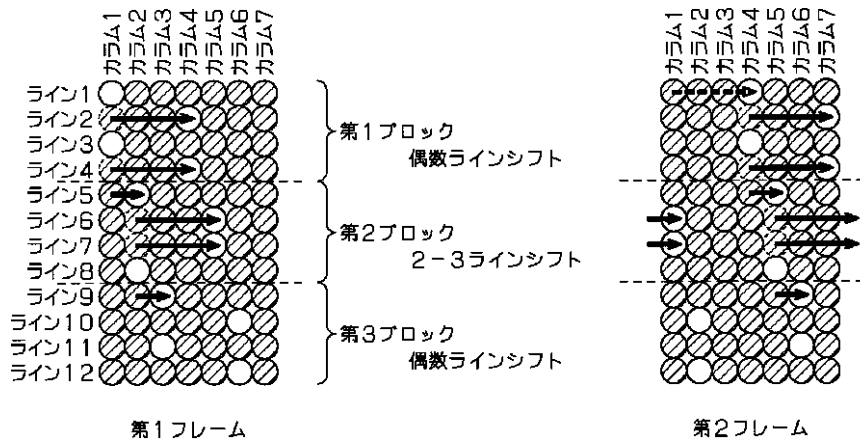 カラム1
カラム2
カラム3
カラム4
カラム5
カラム6
カラム7
ライン1
ライン2
ライン3
ライン4
ライン5
ライン6
ライン7
ライン8
ライン9
ライン10
ライン11
ライン12
第1ブロック
偶数ラインシフト
第2ブロック
2-3ラインシフト
第3ブロック
偶数ラインシフト
第1フレーム
カラム1
カラム2
カラム3
カラム4
カラム5
カラム6
カラム7
第2フレーム